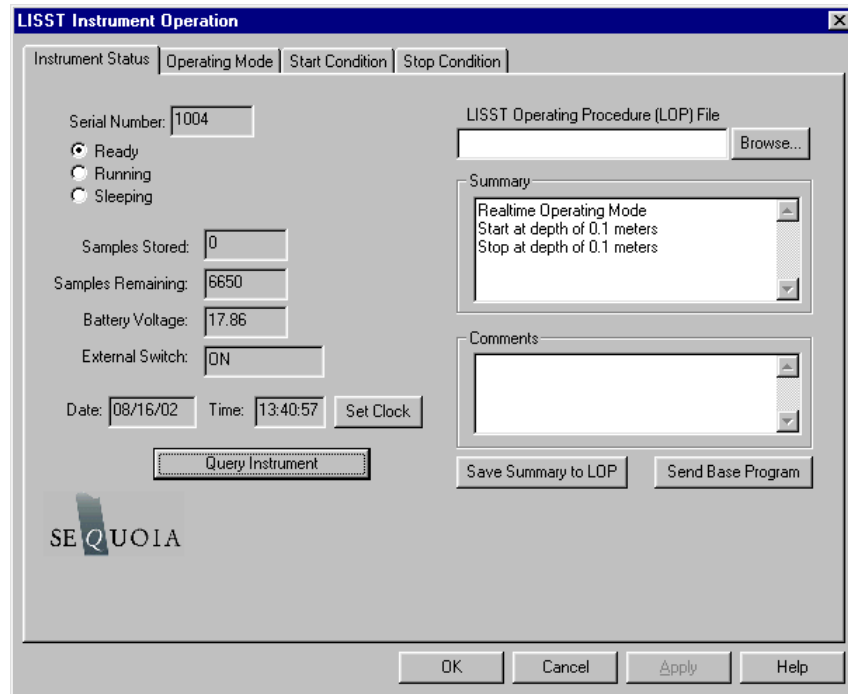 LISST Instrument Operation
Instrument Status
Operating Mode
Start Condition
Stop Condition
Serial Number: 1004
Ready
Running
Sleeping
Samples Stored: 0
Samples Remaining: 6650
Battery Voltage: 17.86
External Switch: ON
Date: 08/16/02 Time: 13:40:57 Set Clock
Query Instrument
SEQUOIA
LISST Operating Procedure (LOP) File
Browse...
Summary
Realtime Operating Mode
Start at depth of 0.1 meters
Stop at depth of 0.1 meters
Comments
Save Summary to LOP
Send Base Program
OK
Cancel
Apply
Help